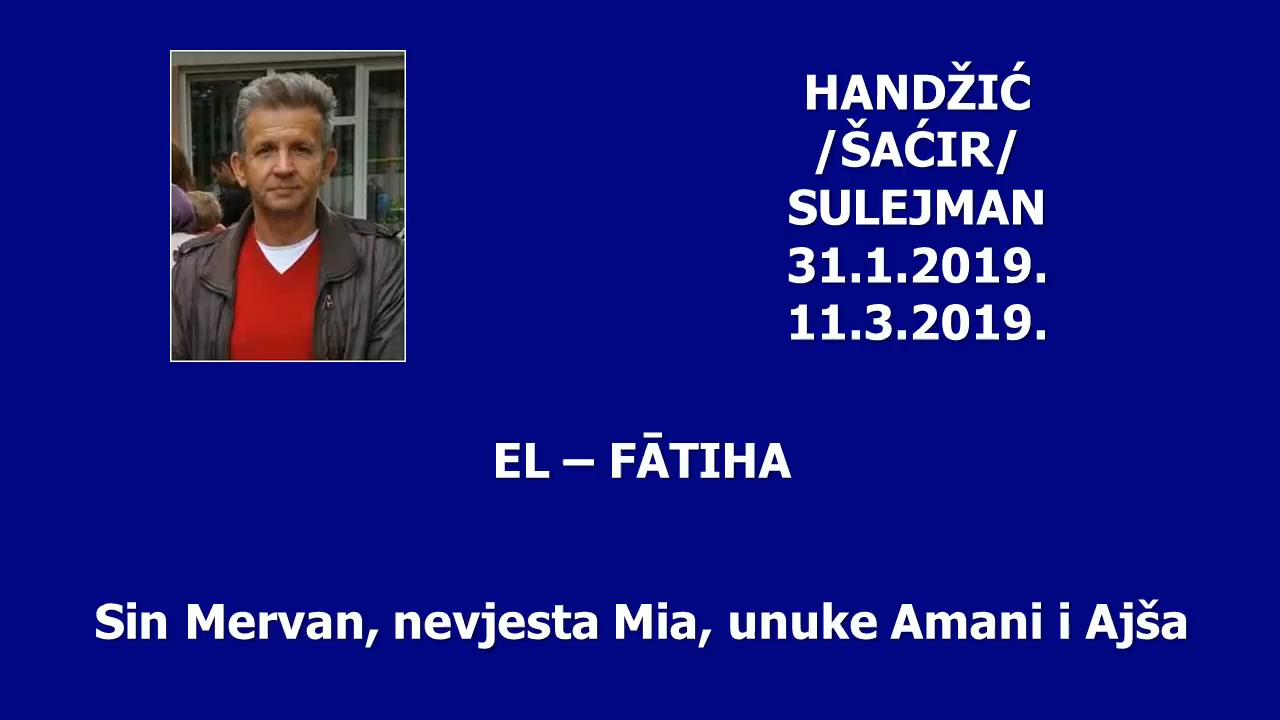 HANDŽIĆ
/ŠAĆIR/
SULEJMAN
31.1.2019.
11.3.2019.
EL – FĀTIHA
Sin Mervan, nevjesta Mia, unuke Amani i Ajša